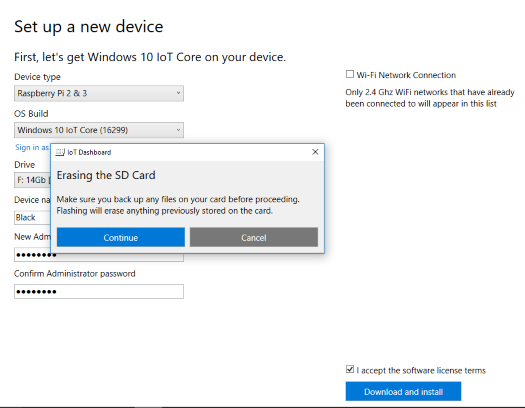 Set up a new device
First, let's get Windows 10 IoT Core on your device.
Device type
Raspberry Pi 2 & 3
OS Build
Windows 10 IoT Core (16299)
Sign in as
Drive
F: 14Gb [
Device na
Black
New Adm
●●●●●●●●
Confirm Administrator password
●●●●●●●●
IoT Dashboard
Erasing the SD Card
Make sure you back up any files on your card before proceeding.
Flashing will erase anything previously stored on the card.
Continue
Cancel
Wi-Fi Network Connection
Only 2.4 Ghz WiFi networks that have already
been connected to will appear in this list
I accept the software license terms
Download and install